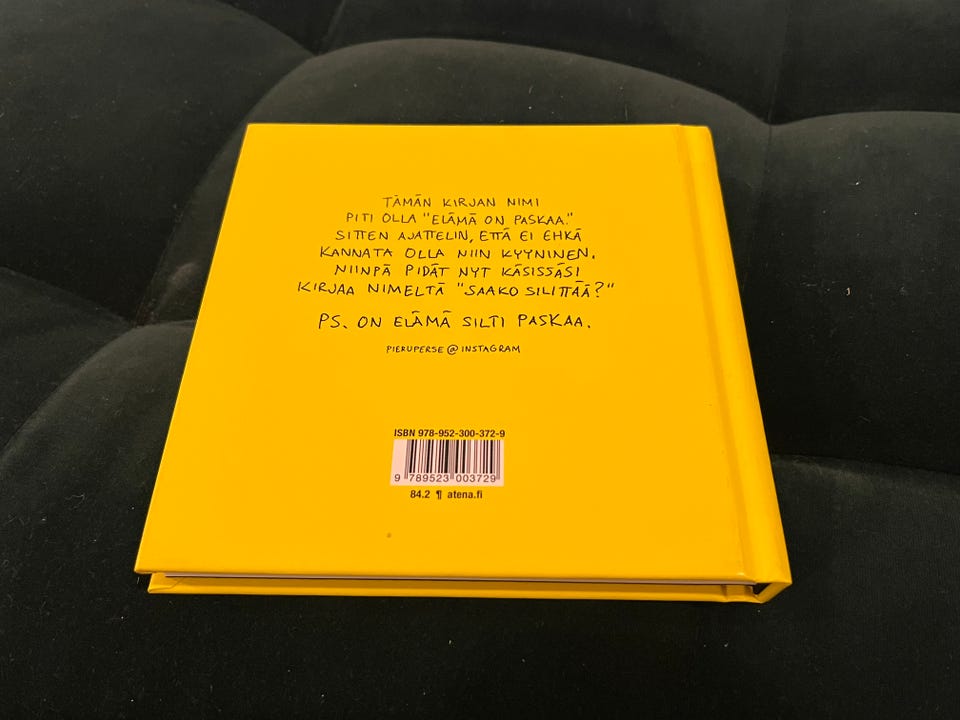 TÄMÄN KIRJAN NIMI
PITI OLLA "ELÄMÄ ON PASKAA."
SITTEN AJATTELIN, ETTÄ EI EHKÄ
KANNATA OLLA NIIN KYYNINEN.
NIINPÄ PIDÄT NYT KÄSISSÄSI
KIRJAA NIMELTÄ "SAAKO SILITTÄÄ?"
PS. ON ELÄMÄ SILTI PASKAA.
PIERUPERSE@INSTAGRAM
ISBN 978-952-300-372-9
9 789523 003729
84.2 ¶ atena.fi